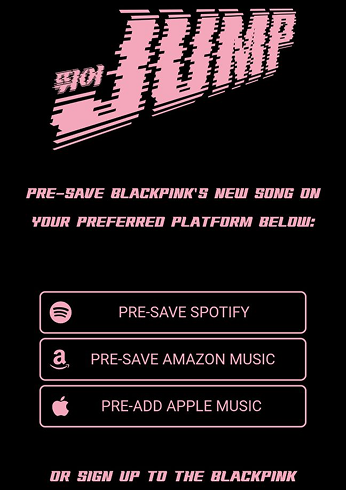 뛰어 JUMP
PRE-SAVE BLACKPINK'S NEW SONG ON
YOUR PREFERRED PLATFORM BELOW:
PRE-SAVE SPOTIFY
a PRE-SAVE AMAZON MUSIC
PRE-ADD APPLE MUSIC
OR SIGN UP TO THE BLACKPINK